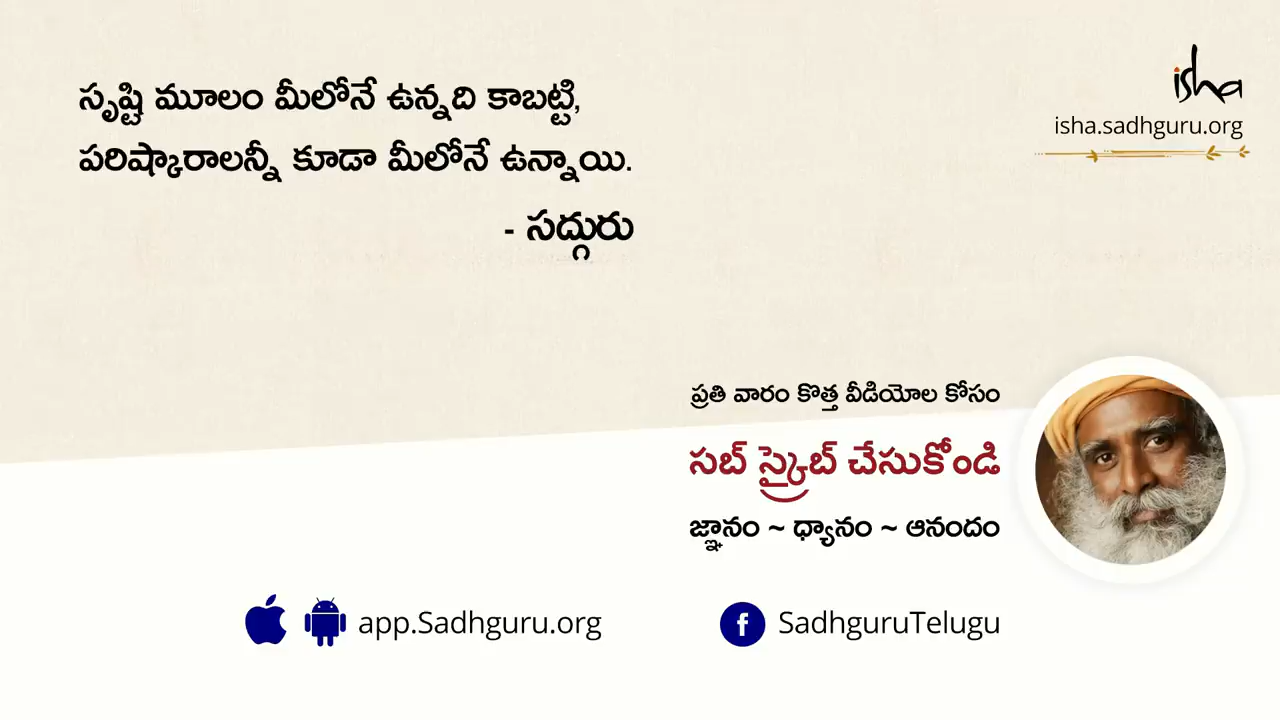 సృష్టి మూలం మీలోనే ఉన్నది కాబట్టి,
పరిష్కారాలన్నీ కూడా మీలోనే ఉన్నాయి.
- సద్గురు
isha
isha.sadhguru.org
ప్రతి వారం కొత్త వీడియోల కోసం
సబ్ స్క్రైబ్ చేసుకోండి
జ్ఞానం ~ ధ్యానం ~ ఆనందం
app.Sadhguru.org
f SadhguruTelugu